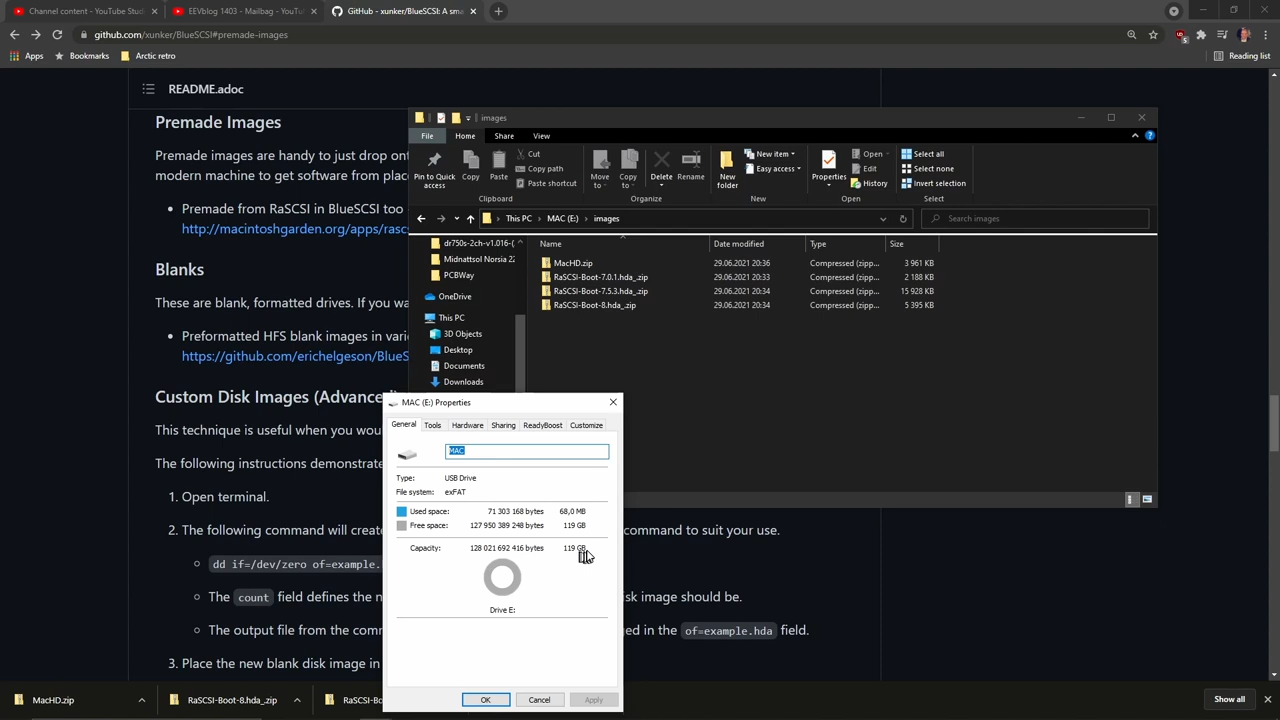 Channel content - YouTube Studio
EEVblog 1403 - Mailbag - YouTu
GitHub - xunker/BlueSCSI: A sma
github.com/xunker/BlueSCSI#premade-images
Apps
Bookmarks
Arctic retro
Reading list
README.adoc
Premade Images
Premade images are handy to just drop ont
modern machine to get software from place
Premade from RaSCSI in BlueSCSI too
http://macintoshgarden.org/apps/rasc
Blanks
These are blank, formatted drives. If you wa
Preformatted HFS blank images in vari
https://github.com/erichelgeson/BlueS
Custom Disk Images (Advanced)
This technique is useful when you wou
The following instructions demonstrate
1. Open terminal.
2. The following command will create
command to suit your use.
dd if=/dev/zero of=example.
The count field defines the n
isk image should be.
The output file from the comm
ged in the of=example.hda field.
3. Place the new blank disk image in
images
File
Home
Share
View
Pin to Quick access
Copy
Paste
Cut
Copy path
Paste shortcut
Clipboard
Move to
Copy to
Delete
Rename
Organize
New folder
New item
Easy access
New
Properties
Open
Edit
History
Open
Select all
Select none
Invert selection
Select
This PC
MAC (E:)
images
Search images
Name
Date modified
Type
Size
MacHD.zip 29.06.2021 20:36 Compressed (zipp... 3 961 KB
RaSCSI-Boot-7.0.1.hda_.zip 29.06.2021 20:33 Compressed (zipp... 2 188 KB
RaSCSI-Boot-7.5.3.hda_.zip 29.06.2021 20:34 Compressed (zipp... 15 928 KB
RaSCSI-Boot-8.hda_.zip 29.06.2021 20:34 Compressed (zipp... 5 395 KB
dr750s-2ch-v1.016-(
Midnattsol Norsia 22
PCBWay
OneDrive
This PC
3D Objects
Desktop
Documents
Downloads
MAC (E:) Properties
General
Tools
Hardware
Sharing
ReadyBoost
Customize
MAC
Type: USB Drive
File system: exFAT
Used space: 71 303 168 bytes 68,0 MB
Free space: 127 950 389 248 bytes 119 GB
Capacity: 128 021 692 416 bytes 119 GB
Drive E:
OK
Cancel
Apply
MacHD.zip
RaSCSI-Boot-8.hda_.zip
RaSCSI-Bo
Show all